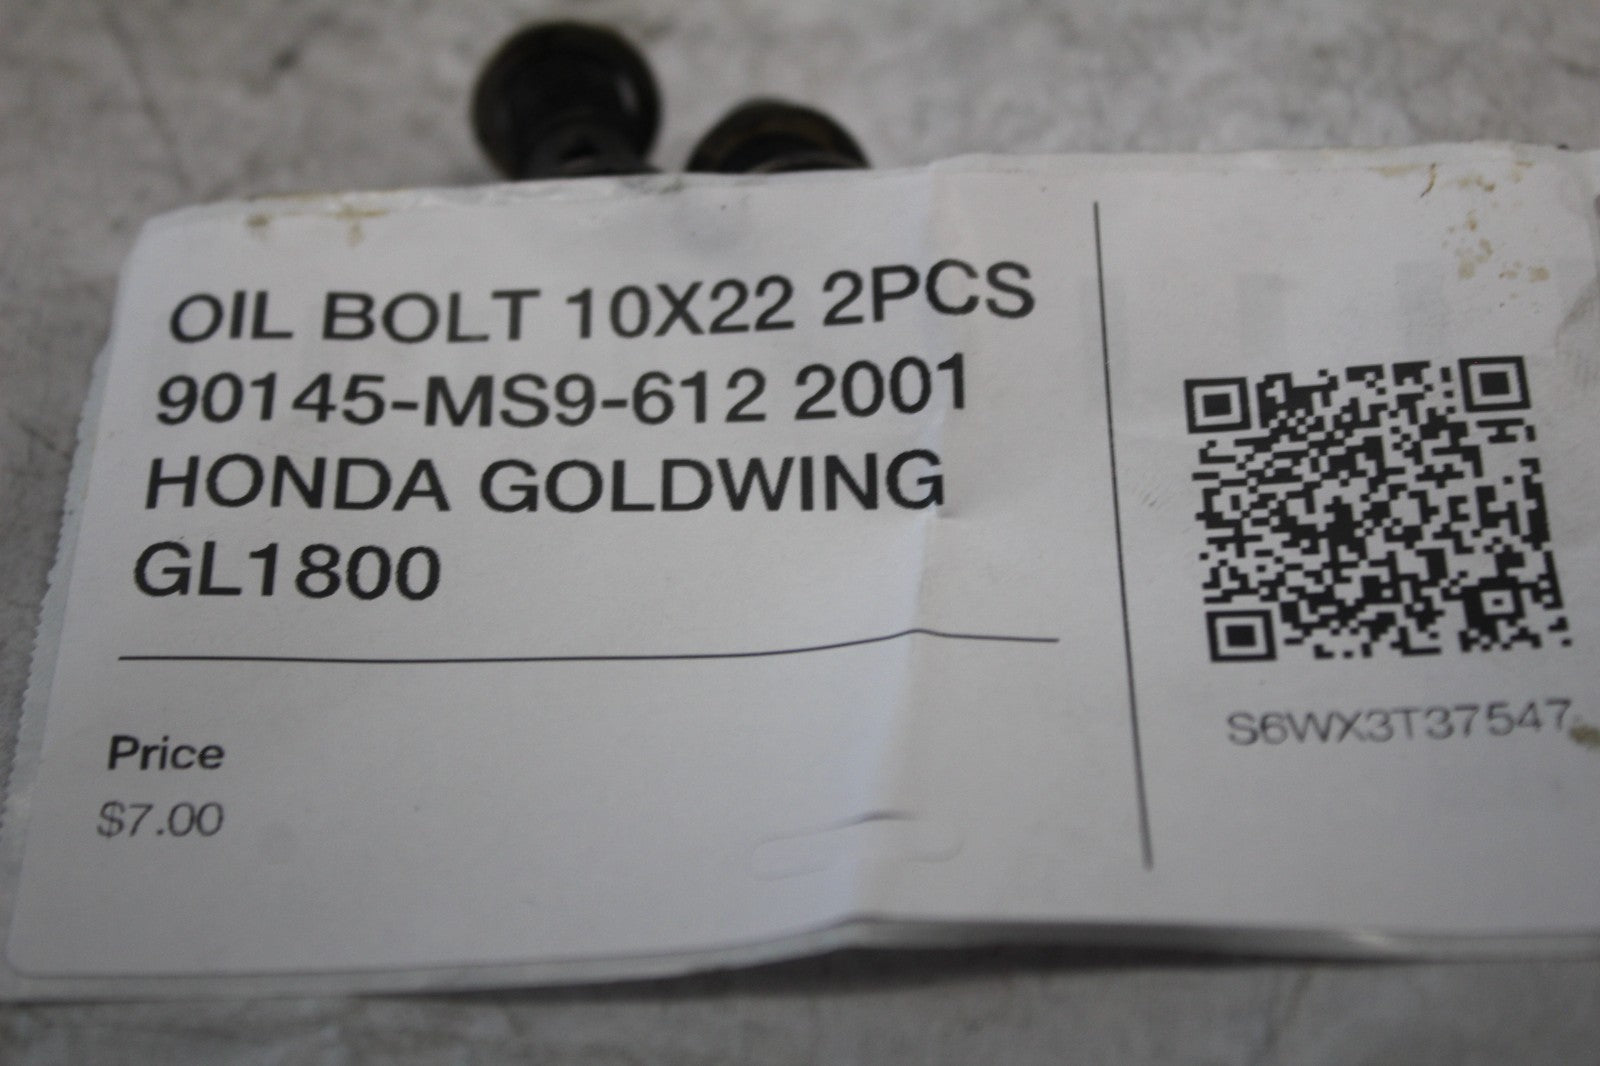 OIL BOLT 10X22 2PCS
90145-MS9-612 2001
HONDA GOLDWING
GL1800
Price
$7.00
S6WX3T37547